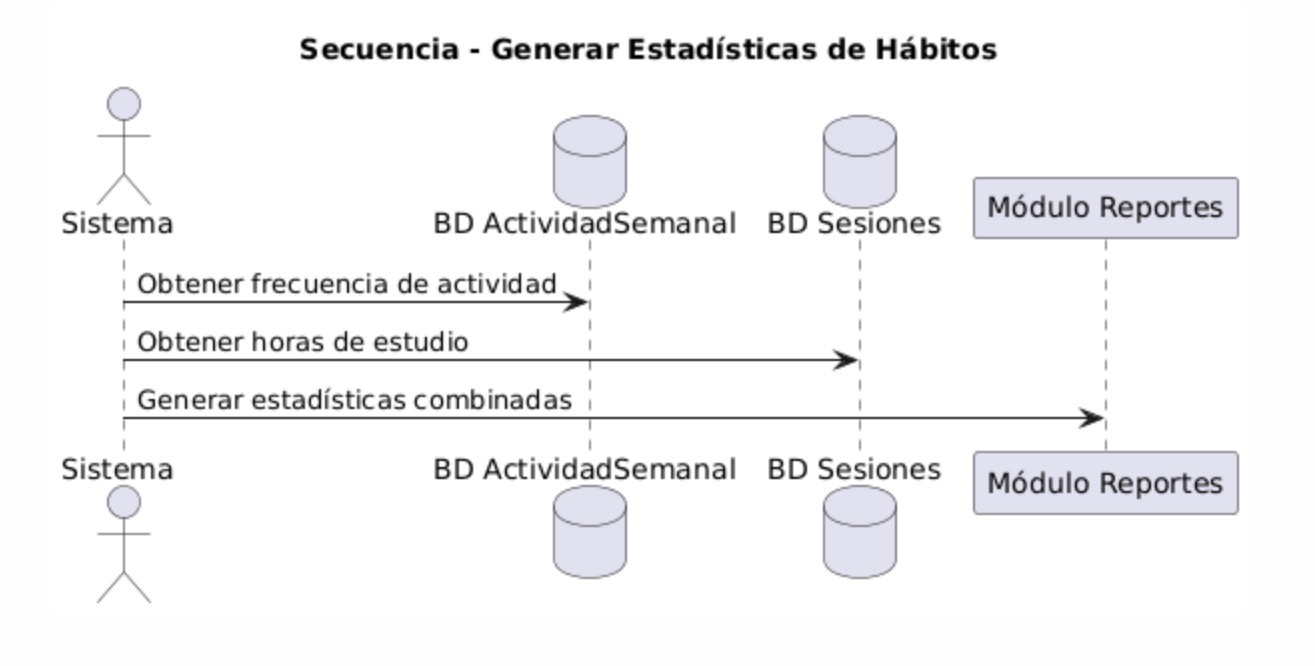 Secuencia - Generar Estadísticas de Hábitos
Sistema
BD ActividadSemanal
BD Sesiones
Módulo Reportes
Obtener frecuencia de actividad
Obtener horas de estudio
Generar estadísticas combinadas
Sistema
BD ActividadSemanal
BD Sesiones
Módulo Reportes